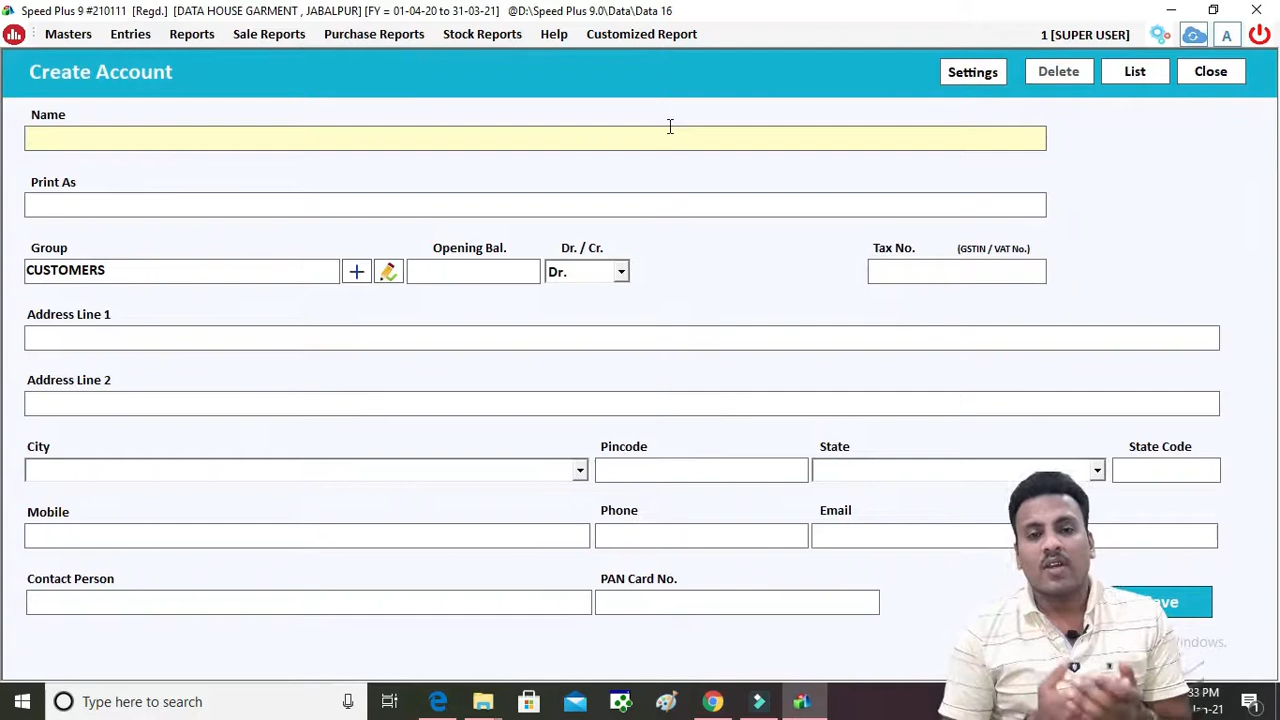 Speed Plus 9 #210111 [Regd.] [DATA HOUSE GARMENT , JABALPUR] [FY = 01-04-20 to 31-03-21] @D:\Speed Plus 9.0\Data\Data 16
Masters Entries Reports Sale Reports Purchase Reports Stock Reports Help Customized Report 1 [SUPER USER] A
Create Account Settings Delete List Close
Name
Print As
Group Opening Bal. Dr. / Cr. Tax No. (GSTIN / VAT No.)
CUSTOMERS Dr.
Address Line 1
Address Line 2
City Pincode State State Code
Mobile Phone Email
Contact Person PAN Card No.
Type here to search